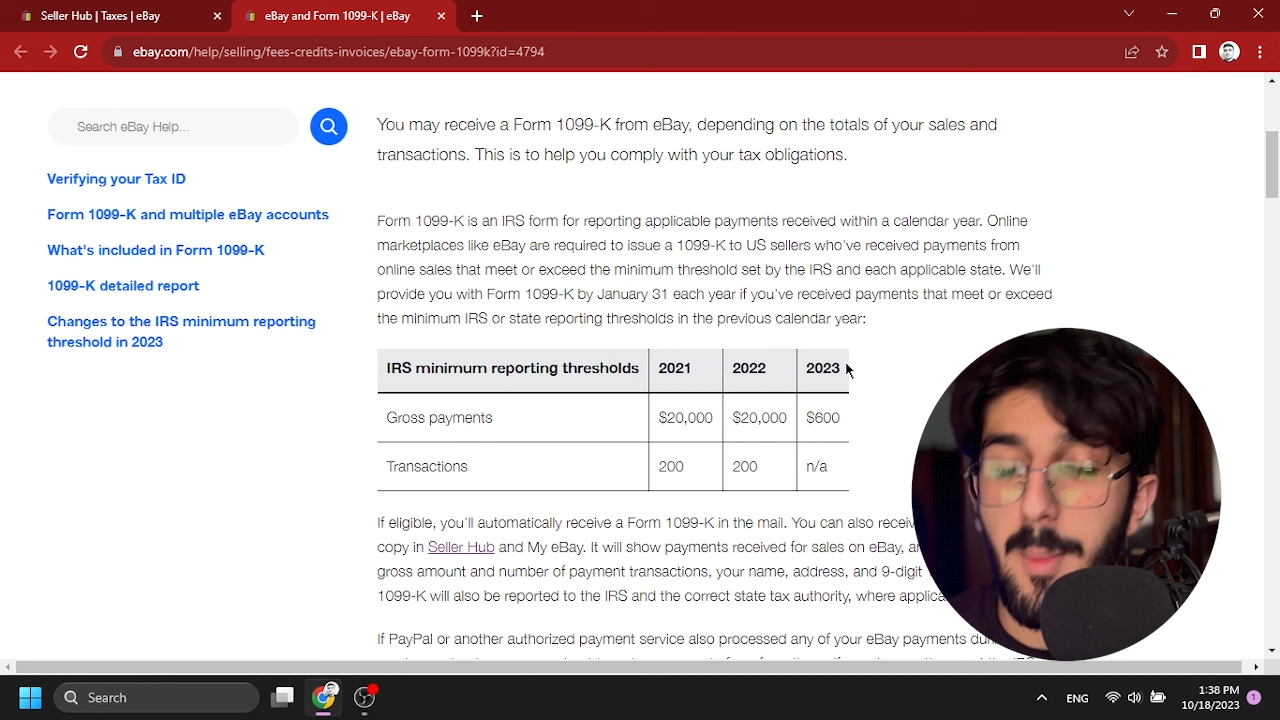 Seller Hub | Taxes | eBay
eBay and Form 1099-K | eBay
ebay.com/help/selling/fees-credits-invoices/ebay-form-1099k?id=4794
Search eBay Help...
Verifying your Tax ID
Form 1099-K and multiple eBay accounts
What's included in Form 1099-K
1099-K detailed report
Changes to the IRS minimum reporting
threshold in 2023
You may receive a Form 1099-K from eBay, depending on the totals of your sales and
transactions. This is to help you comply with your tax obligations.
Form 1099-K is an IRS form for reporting applicable payments received within a calendar year. Online
marketplaces like eBay are required to issue a 1099-K to US sellers who've received payments from
online sales that meet or exceed the minimum threshold set by the IRS and each applicable state. We'll
provide you with Form 1099-K by January 31 each year if you've received payments that meet or exceed
the minimum IRS or state reporting thresholds in the previous calendar year:
IRS minimum reporting thresholds 2021 2022 2023
Gross payments $20,000 $20,000 $600
Transactions 200 200 n/a
If eligible, you'll automatically receive a Form 1099-K in the mail. You can also
copy in Seller Hub and My eBay. It will show payments received for sales on eBay,
gross amount and number of payment transactions, your name, address, and 9-digit
1099-K will also be reported to the IRS and the correct state tax authority, where
If PayPal or another authorized payment service also processed any of your eBay payments
Search
ENG
1:38 PM
10/18/2023
1